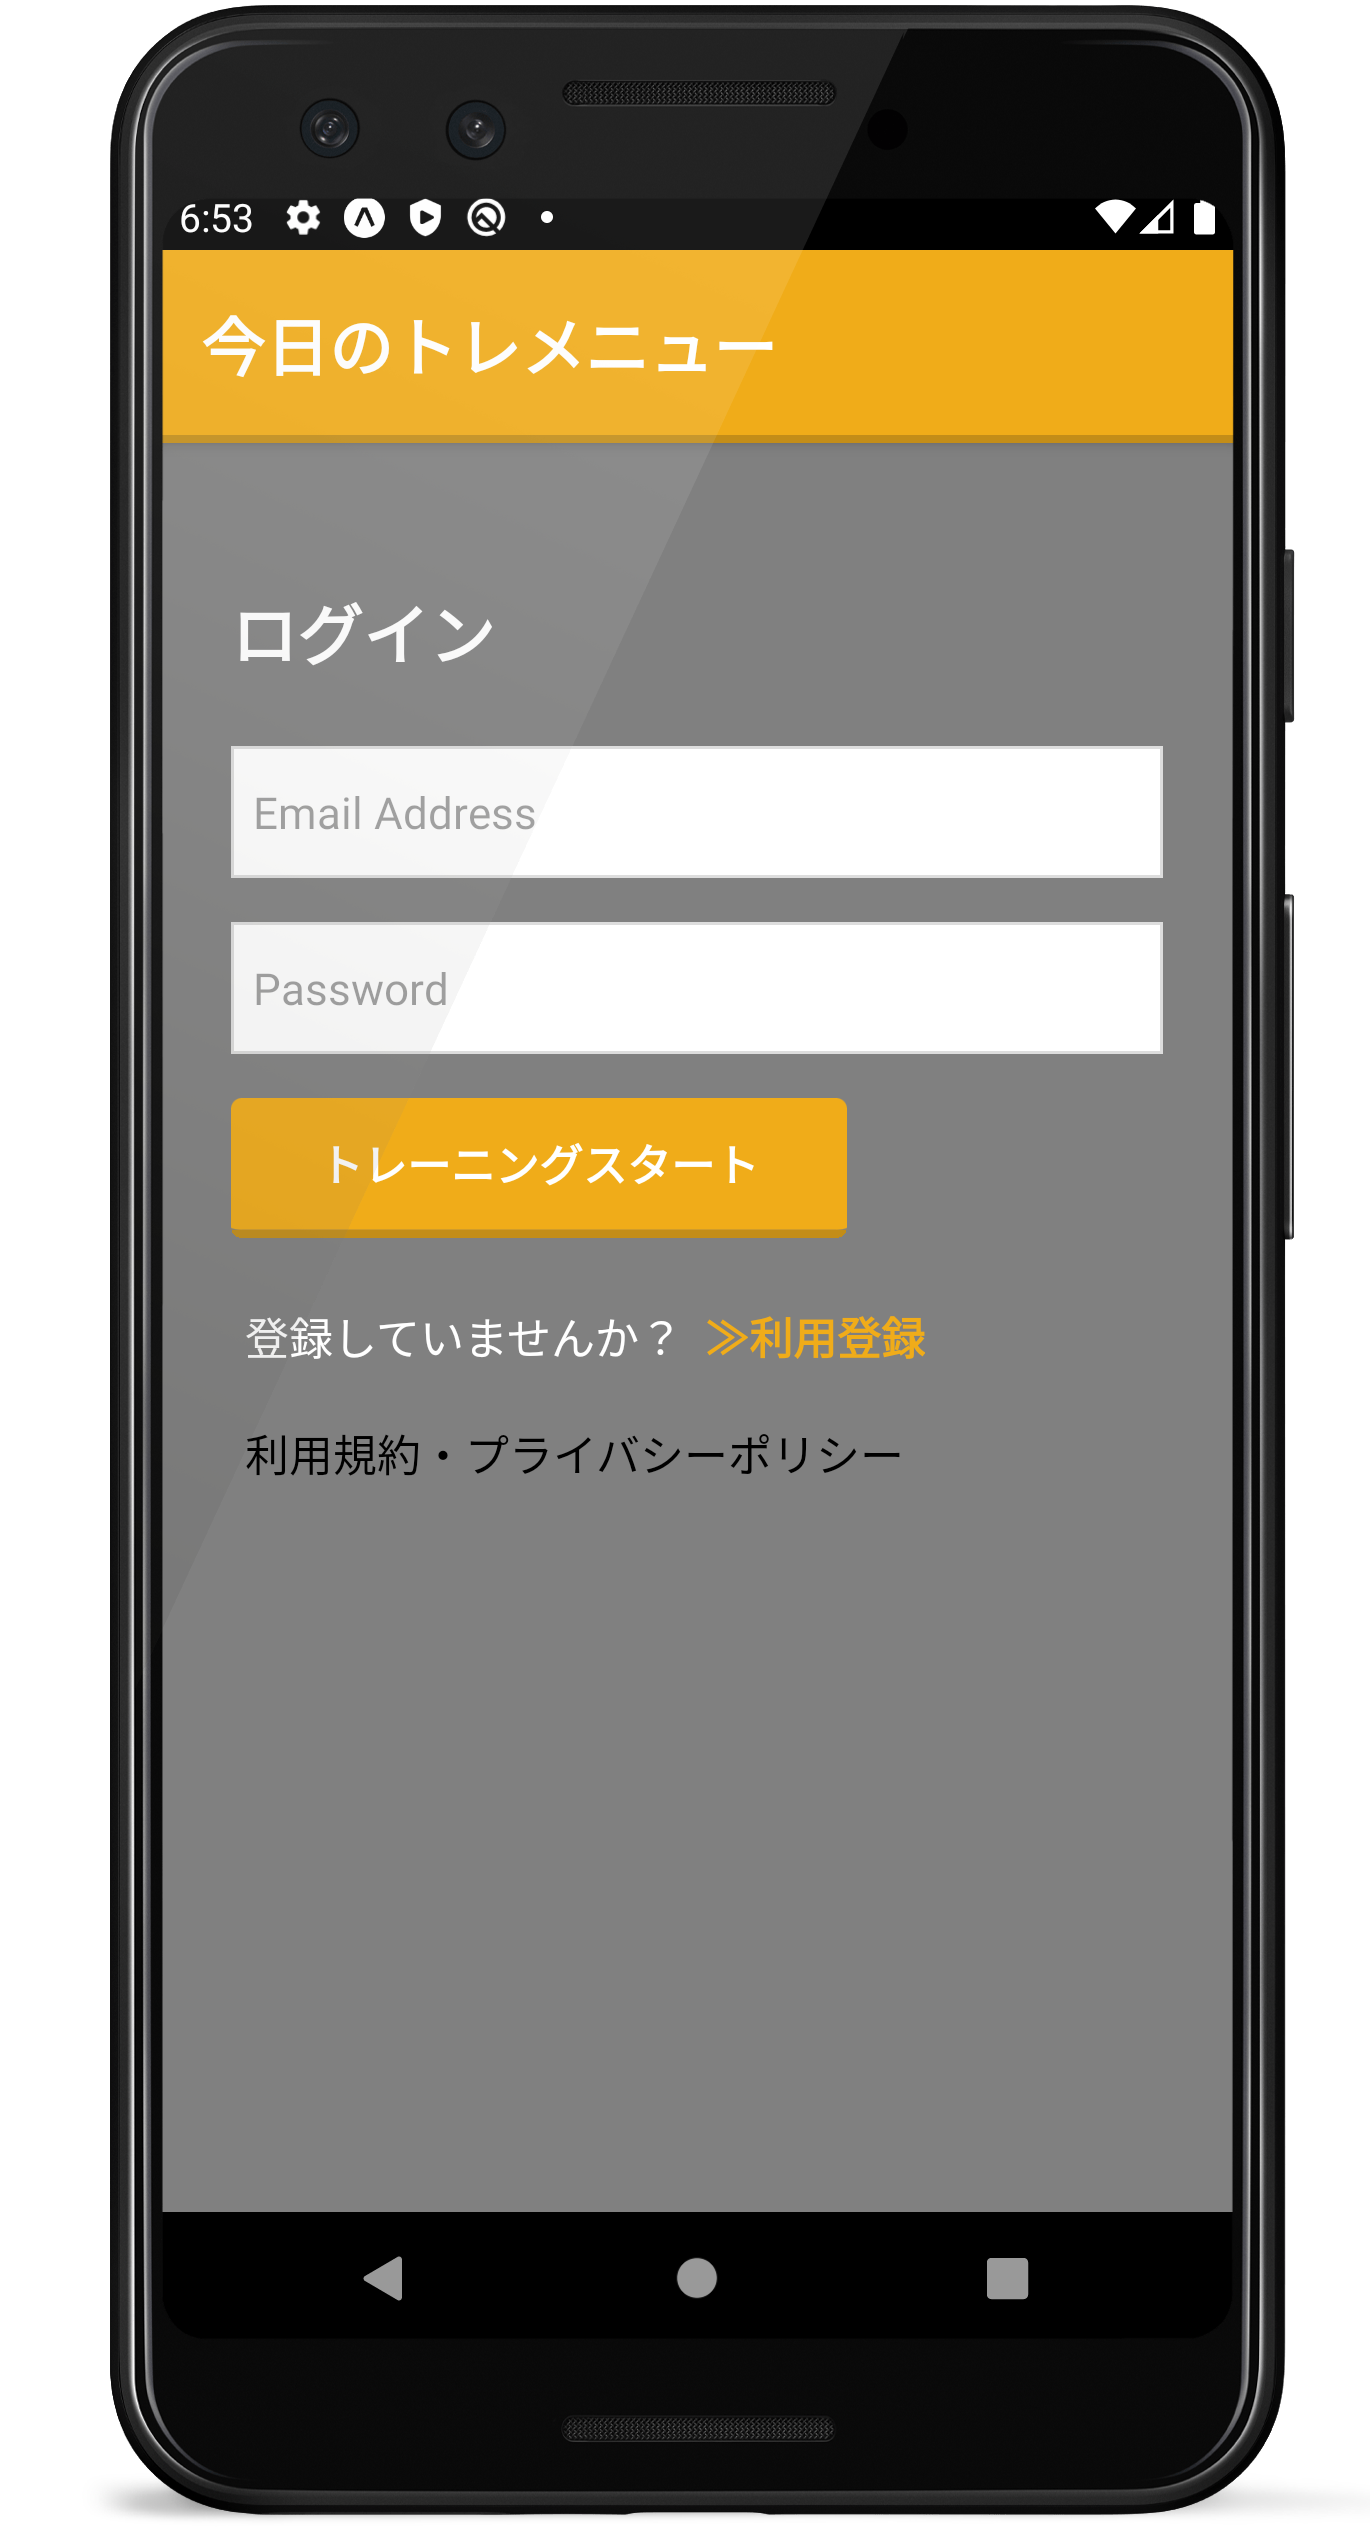 6:53
今日のトレメニュー
ログイン
Email Address
Password
トレーニングスタート
登録していませんか？ ≫利用登録
利用規約・プライバシーポリシー